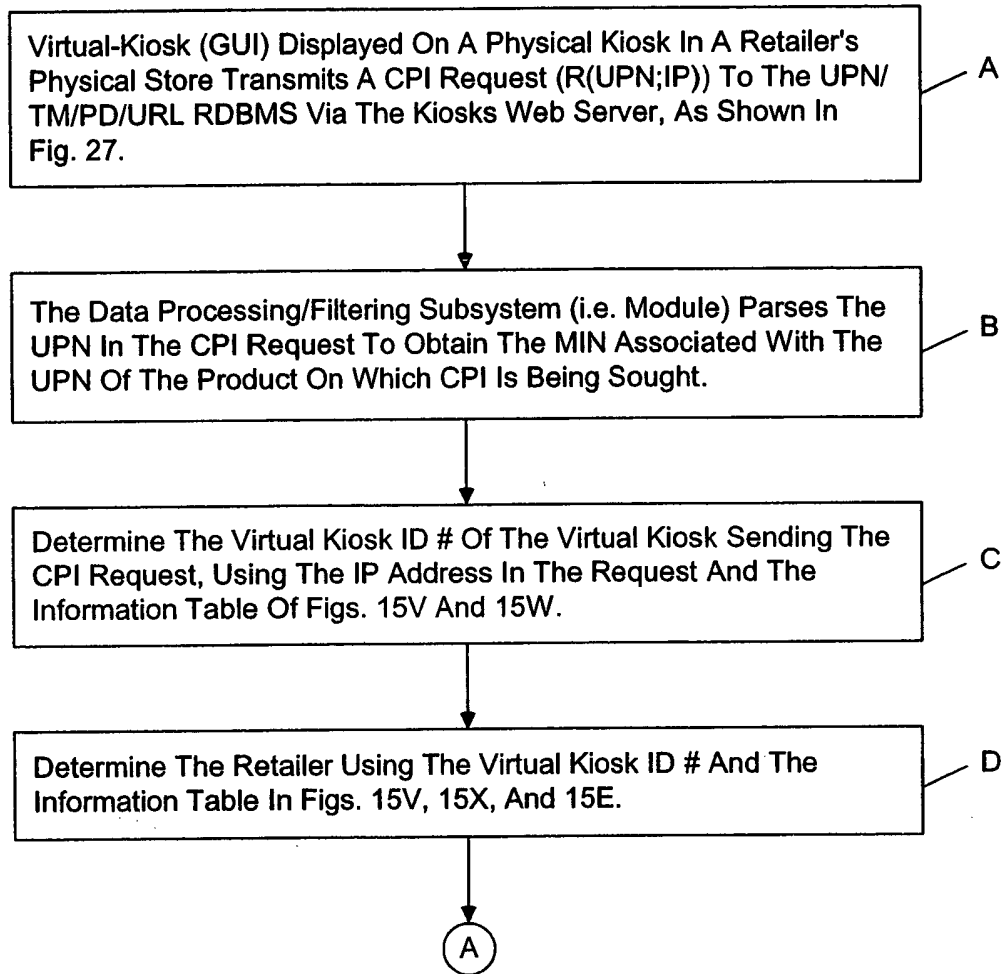 Virtual-Kiosk (GUI) Displayed On A Physical Kiosk In A Retailer's
Physical Store Transmits A CPI Request (R(UPN;IP)) To The UPN/
TM/PD/URL RDBMS Via The Kiosks Web Server, As Shown In
Fig. 27.
A
The Data Processing/Filtering Subsystem (i.e. Module) Parses The
UPN In The CPI Request To Obtain The MIN Associated With The
UPN Of The Product On Which CPI Is Being Sought.
B
Determine The Virtual Kiosk ID # Of The Virtual Kiosk Sending The
CPI Request, Using The IP Address In The Request And The
Information Table Of Figs. 15V And 15W.
C
Determine The Retailer Using The Virtual Kiosk ID # And The
Information Table In Figs. 15V, 15X, And 15E.
D
A